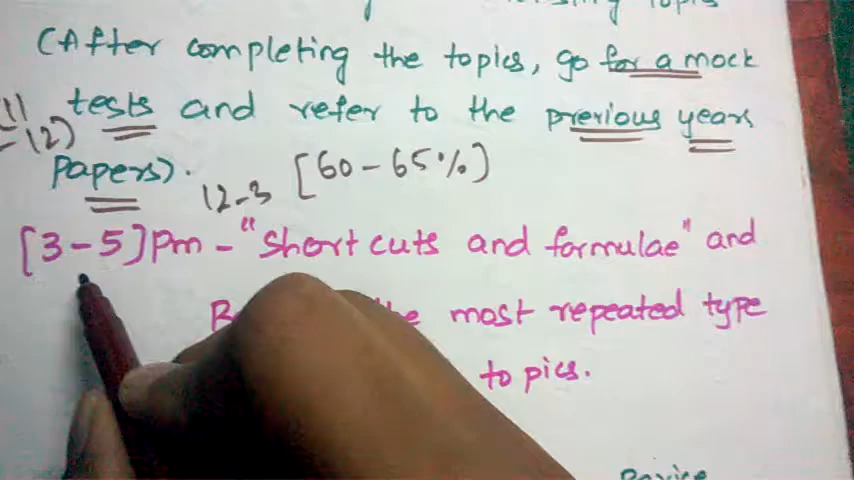 (After completing the topics, go for a mock
11 tests and refer to the previous years
12)
Papers). 12-3 [60-65%)
[3-5]Pm - "Short cuts and formulae" and
the most repeated type
topics.